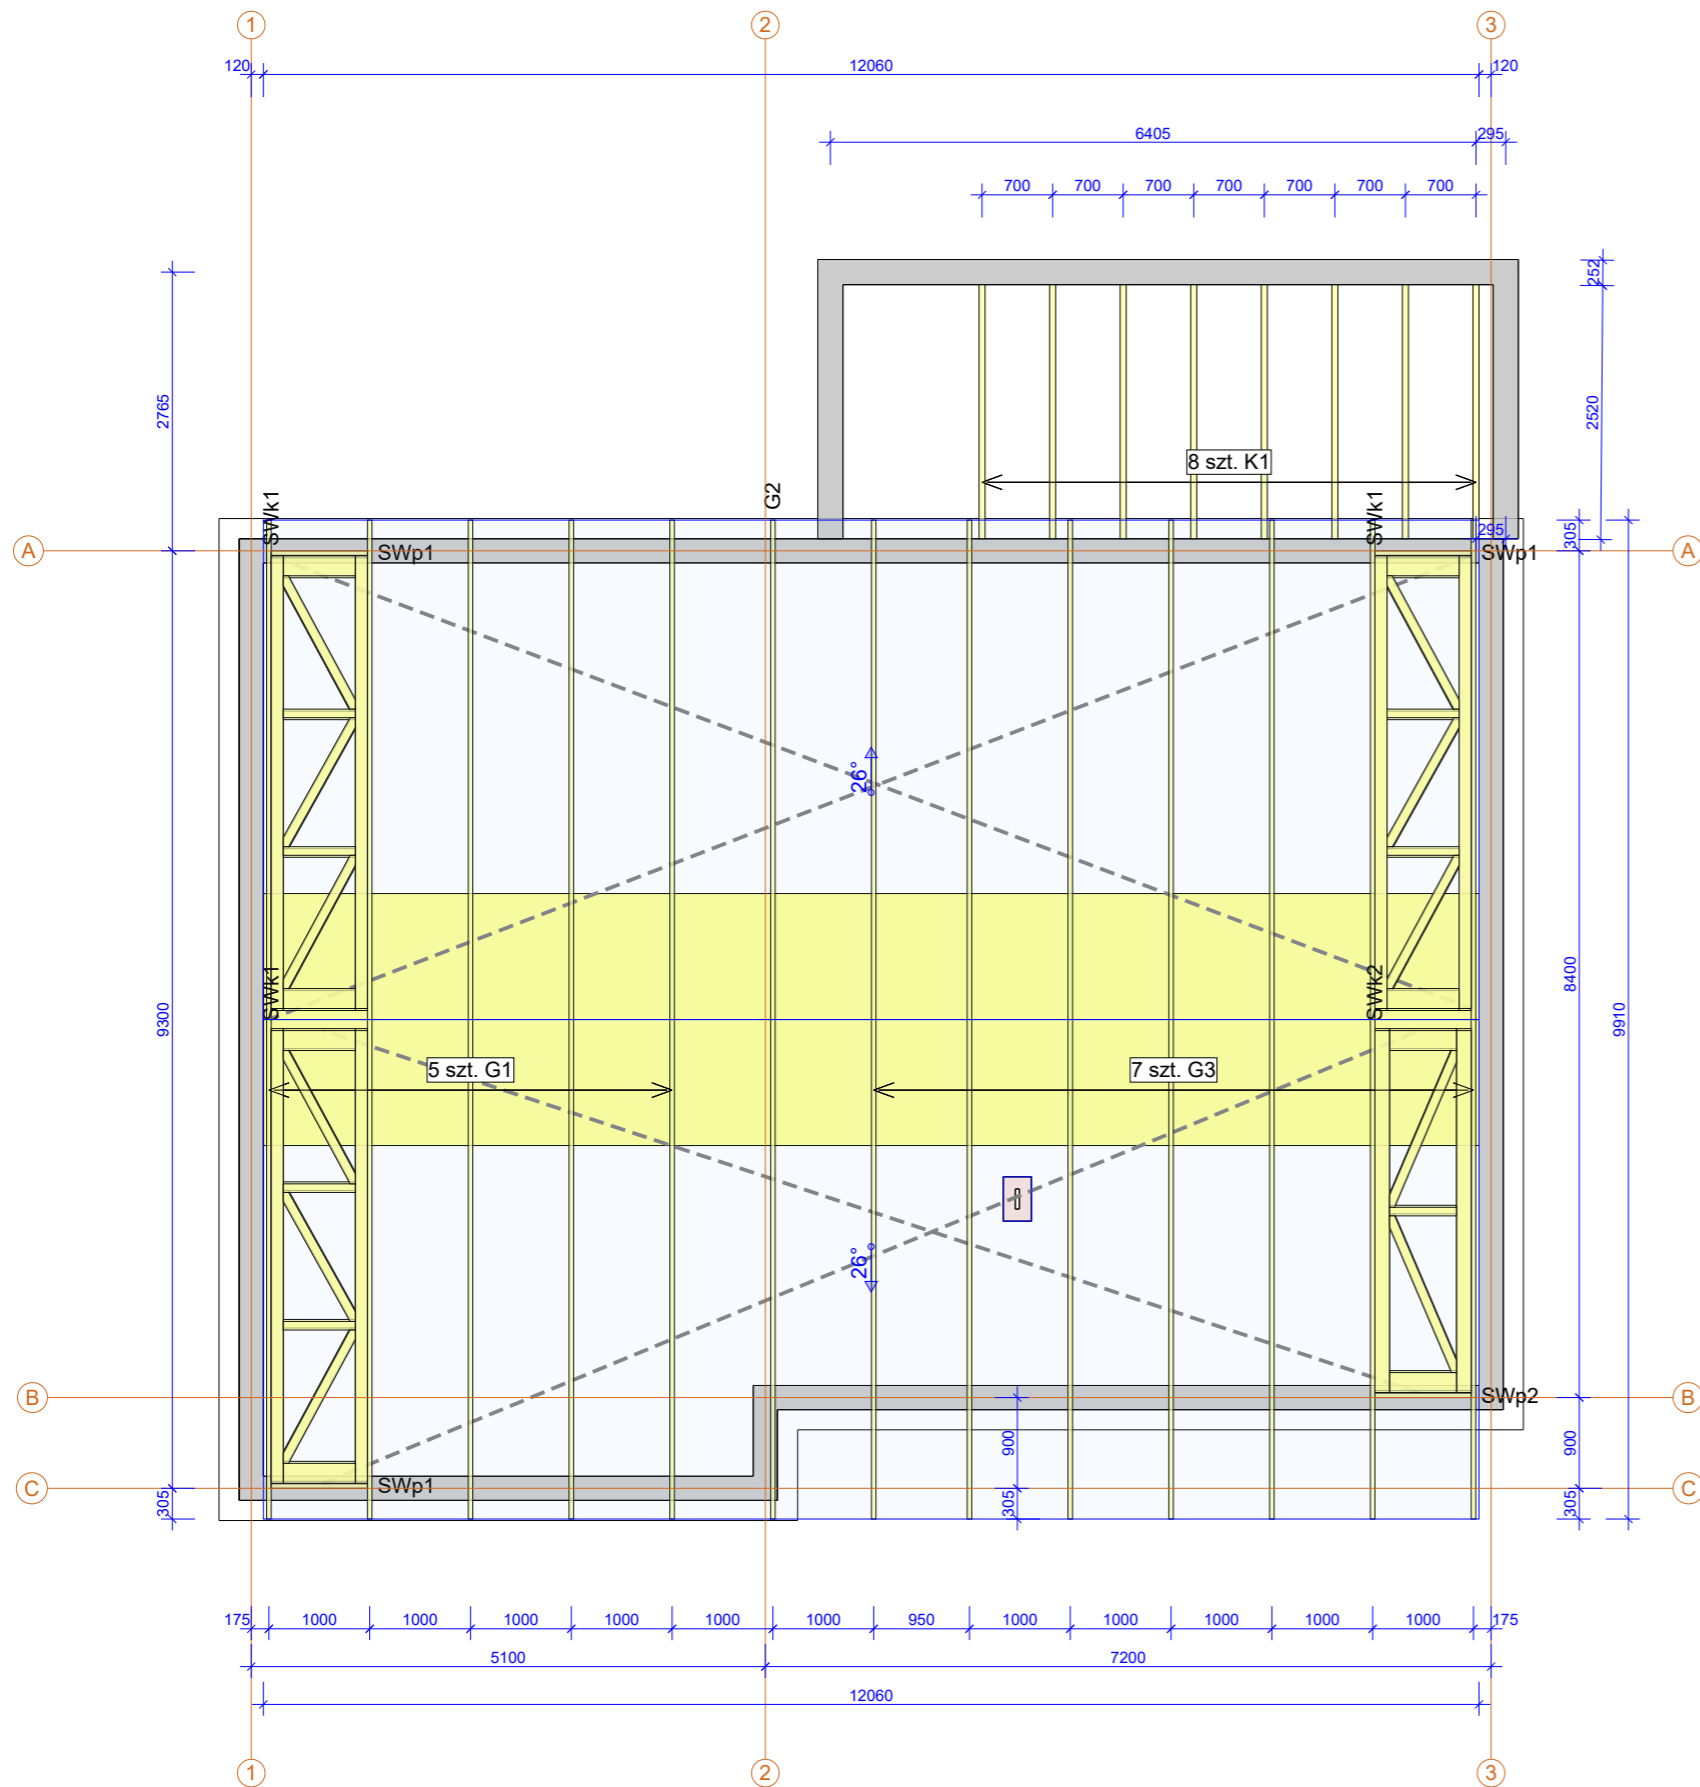 1 2 3
120 12060 120
6405 295
700 700 700 700 700 700 700
252
2765
2520
8 szt. K1
SWk1 G2 SWk1
295 305
A SWp1 SWp1 A
26°
SWk1 SWk2
9300 8400 9910
5 szt. G1 7 szt. G3
26°
B SWp2 B
900 900
C SWp1 C
305 305 305
175 1000 1000 1000 1000 1000 1000 950 1000 1000 1000 1000 1000 175
5100 7200
12060
1 2 3